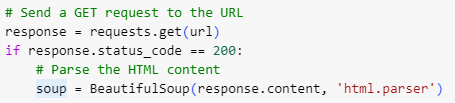 # Send a GET request to the URL
response = requests.get(url)
if response.status_code == 200:
    # Parse the HTML content
    soup = BeautifulSoup(response.content, 'html.parser')